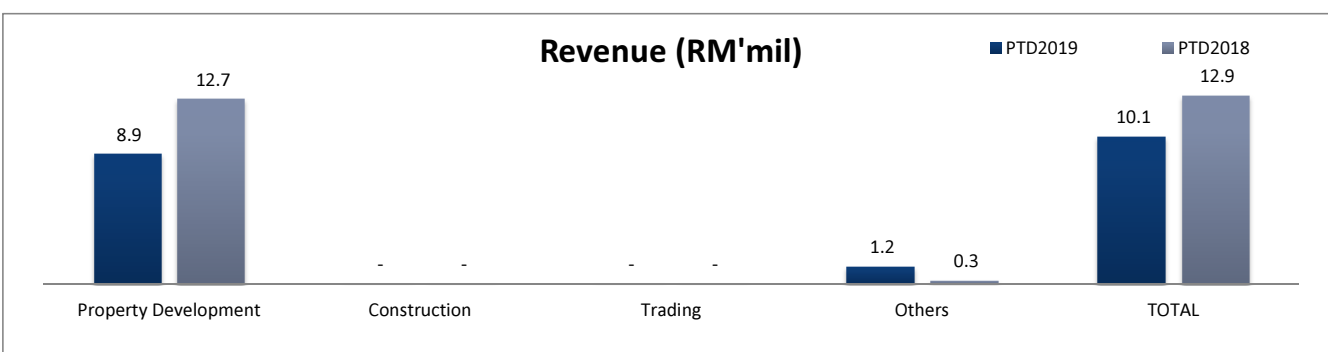 Revenue (RM'mil)
PTD2019 PTD2018
8.9 12.7 - - - - 1.2 0.3 10.1 12.9
Property Development Construction Trading Others TOTAL